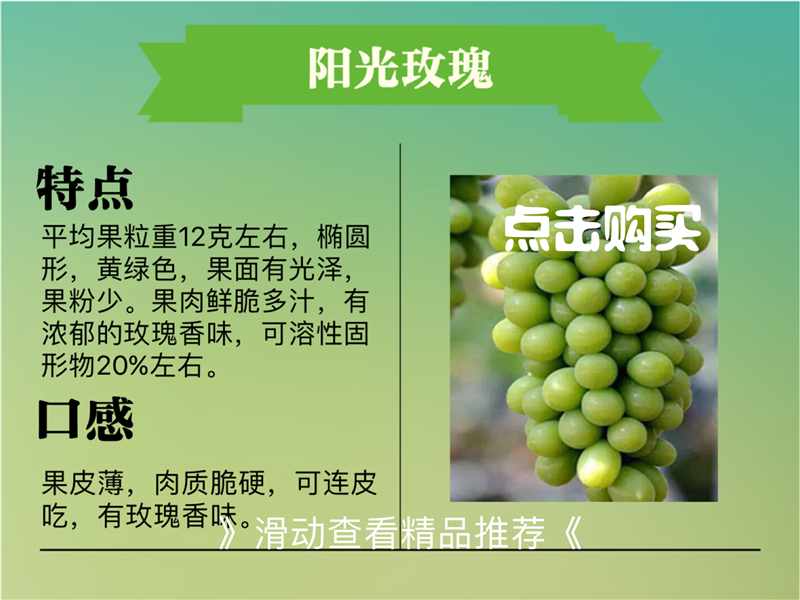 阳光玫瑰
特点
平均果粒重12克左右，椭圆
形，黄绿色，果面有光泽，
果粉少。果肉鲜脆多汁，有
浓郁的玫瑰香味，可溶性固
形物20%左右。
口感
果皮薄，肉质脆硬，可连皮
吃，有玫瑰香味。
点击购买
》滑动查看精品推荐《